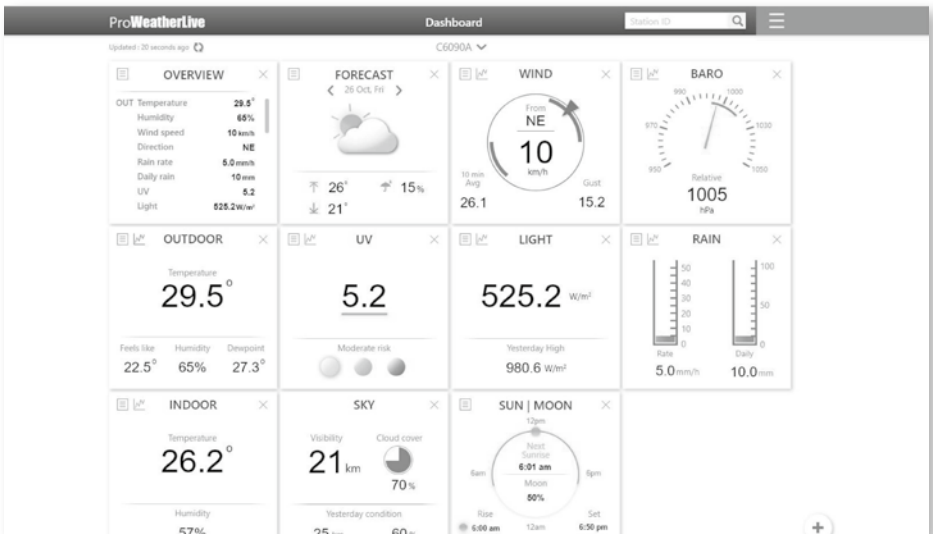 ProWeatherLive
Dashboard
Station ID
Updated : 20 seconds ago
C6090A
OVERVIEW
OUT Temperature 29.5°
Humidity 65%
Wind speed 10 km/h
Direction NE
Rain rate 5.0 mm/h
Daily rain 10 mm
UV 5.2
Light 525.2 W/m²
FORECAST
26 Oct, Fri
26°
15%
21°
WIND
From
NE
10
km/h
10 min
Avg
26.1
Gust
15.2
BARO
990 1000
970 1030
950 1050
Relative
1005
hPa
OUTDOOR
Temperature
29.5°
Feels like Humidity Dewpoint
22.5° 65% 27.3°
UV
5.2
Moderate risk
LIGHT
525.2 W/m²
Yesterday High
980.6 W/m²
RAIN
50
40
30
20
10
0
100
50
0
Rate Daily
5.0 mm/h 10.0 mm
INDOOR
Temperature
26.2°
Humidity
57%
SKY
Visibility Cloud cover
21 km
70%
Yesterday condition
25 km 60%
SUN | MOON
12pm
Next
Sunrise
6:01 am
6am 6pm
Moon
50%
Rise Set
6:00 am 12am 6:50 pm